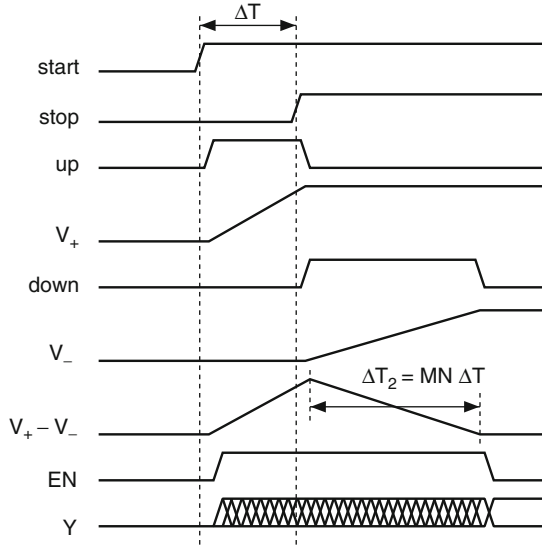 ΔT
start
stop
up
V₊
down
V₋
ΔT₂ = MN ΔT
V₊ – V₋
EN
Y